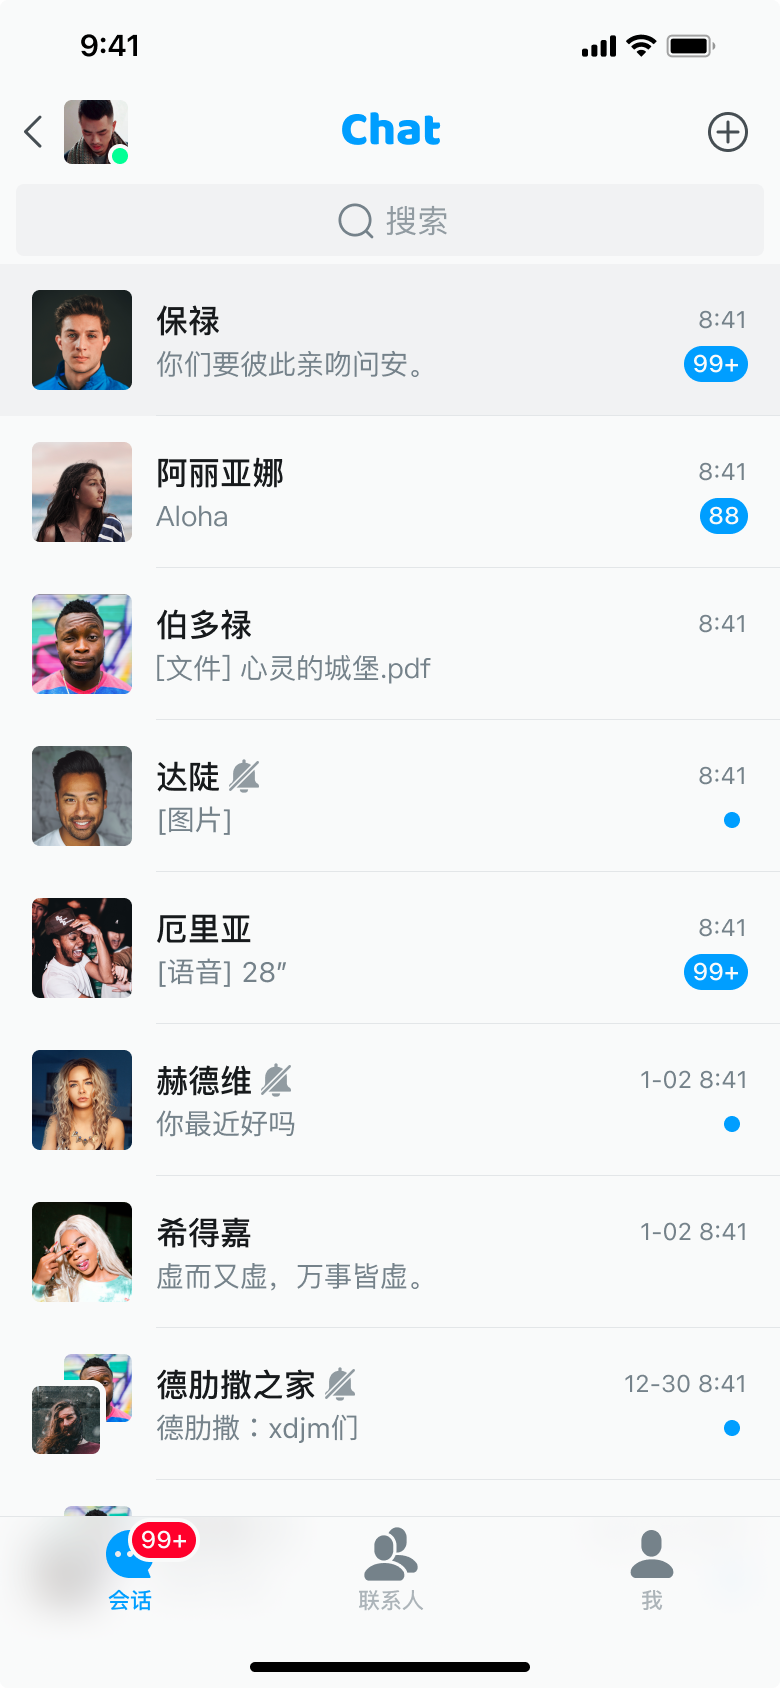 9:41
Chat
搜索
保禄 8:41
你们要彼此亲吻问安。 99+
阿丽亚娜 8:41
Aloha 88
伯多禄 8:41
[文件] 心灵的城堡.pdf
达陡 8:41
[图片]
厄里亚 8:41
[语音] 28″ 99+
赫德维 1-02 8:41
你最近好吗
希得嘉 1-02 8:41
虚而又虚，万事皆虚。
德肋撒之家 12-30 8:41
德肋撒：xdjm们
99+
会话 联系人 我